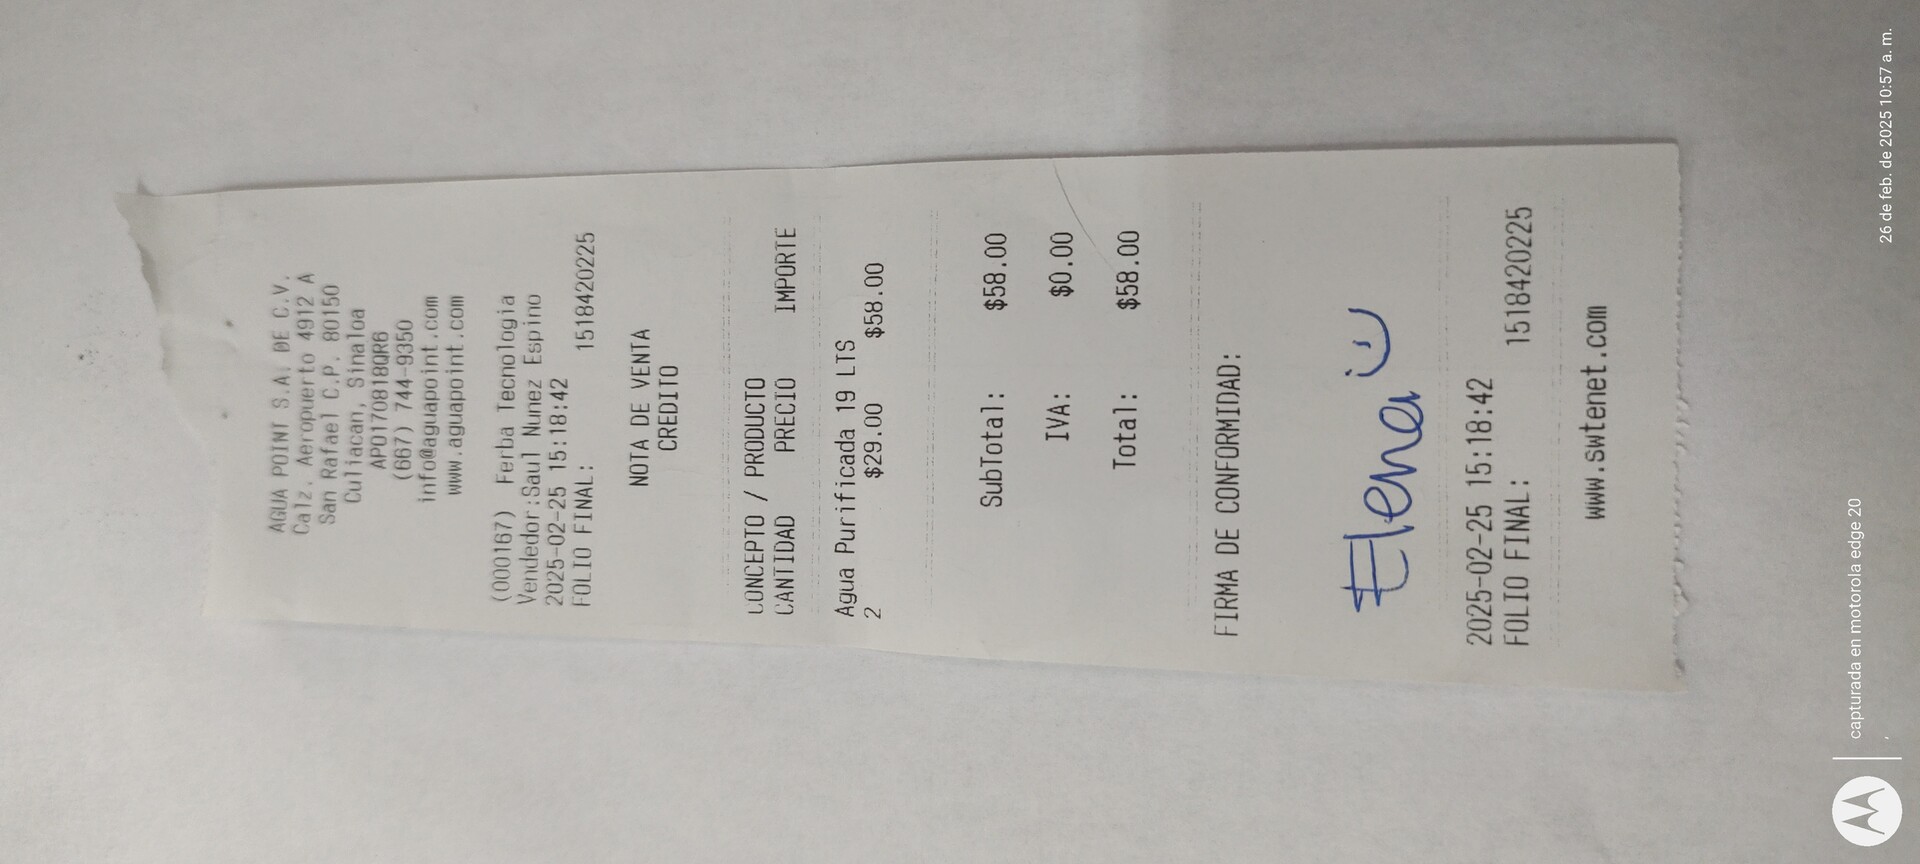 AGUA POINT S.A. DE C.V.
Calz. Aeropuerto 4912 A
San Rafael C.P. 80150
Culiacan, Sinaloa
APO170818QR6
(667) 744-9350
info@aguapoint.com
www.aguapoint.com
(000167) Ferba Tecnologia
Vendedor:Saul Nunez Espino
2025-02-25 15:18:42
FOLIO FINAL: 1518420225
NOTA DE VENTA
CREDITO
CONCEPTO / PRODUCTO
CANTIDAD PRECIO IMPORTE
Agua Purificada 19 LTS
2 $29.00 $58.00
SubTotal: $58.00
IVA: $0.00
Total: $58.00
FIRMA DE CONFORMIDAD:
Elena
2025-02-25 15:18:42
FOLIO FINAL: 1518420225
www.swtenet.com
capturada en motorola edge 20
26 de feb. de 2025 10:57 a. m.